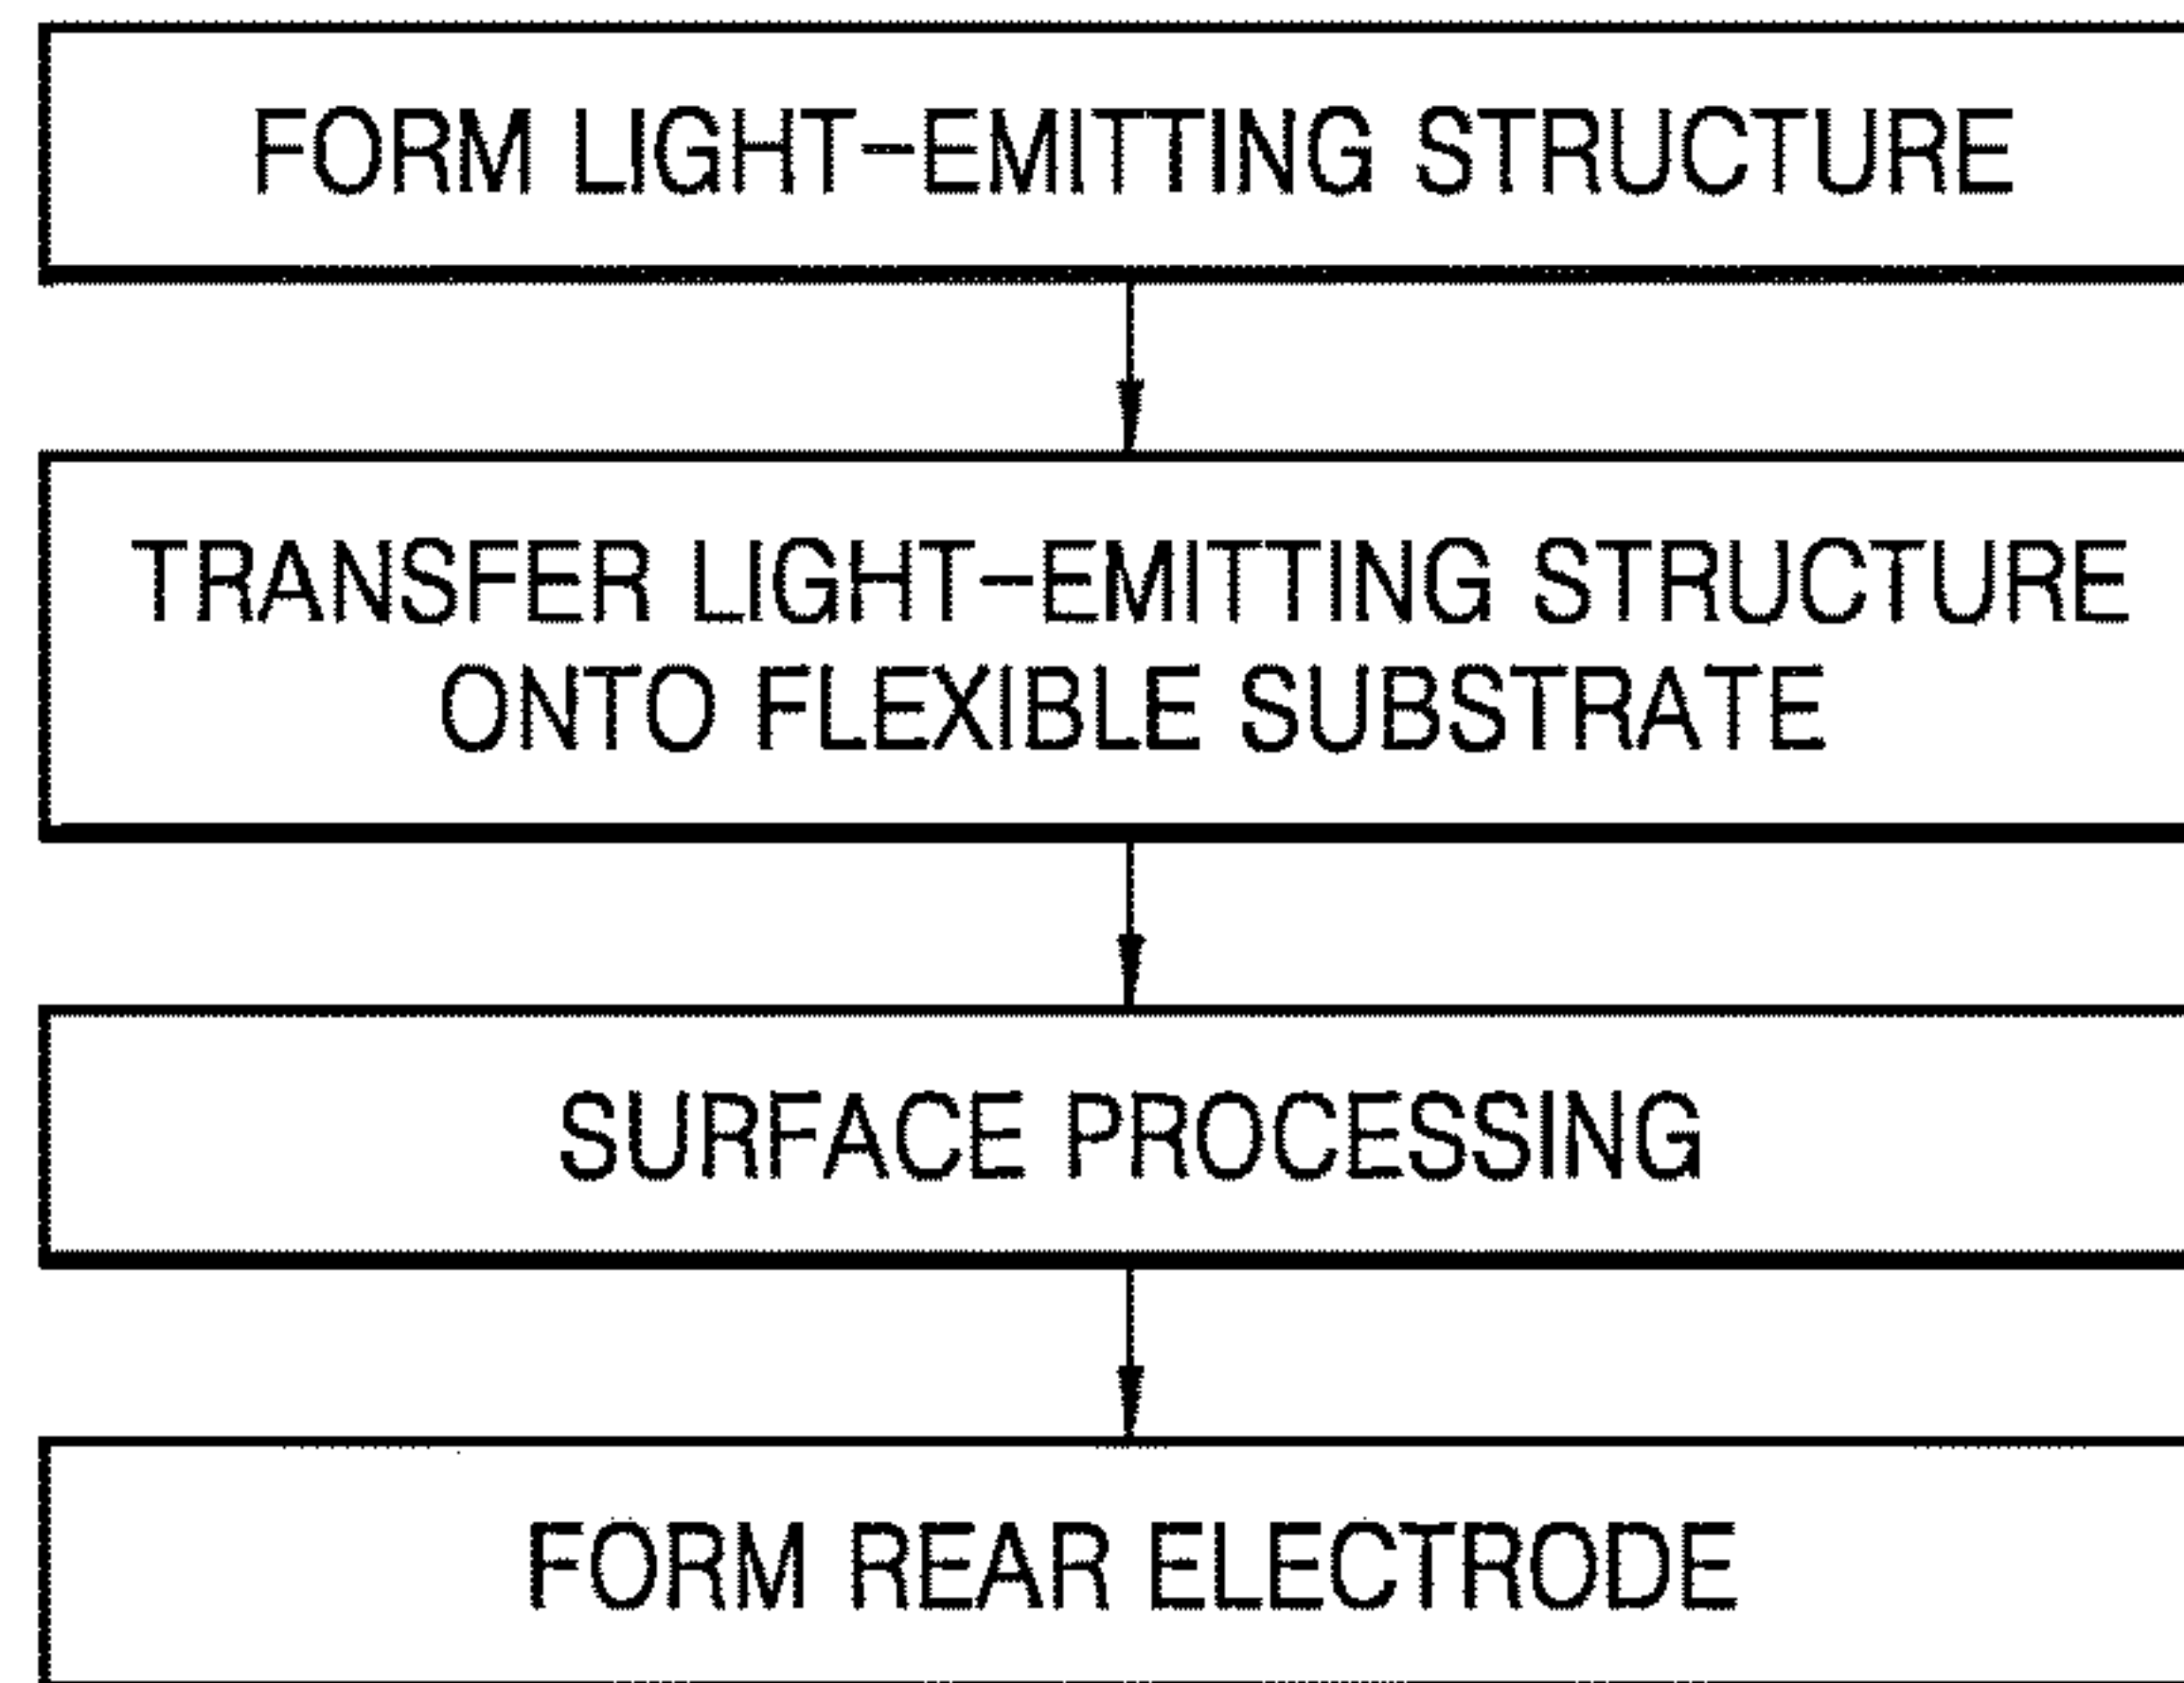 FORM LIGHT-EMITTING STRUCTURE
TRANSFER LIGHT-EMITTING STRUCTURE
ONTO FLEXIBLE SUBSTRATE
SURFACE PROCESSING
FORM REAR ELECTRODE